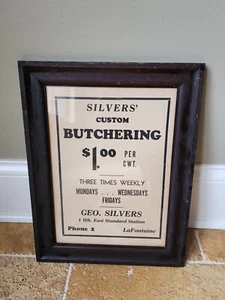 SILVERS'
CUSTOM
BUTCHERING
$1.00 PER
CWT.
THREE TIMES WEEKLY
MONDAYS . . . WEDNESDAYS
FRIDAYS
GEO. SILVERS
1 Blk. East Standard Station
Phone 2 LaFontaine